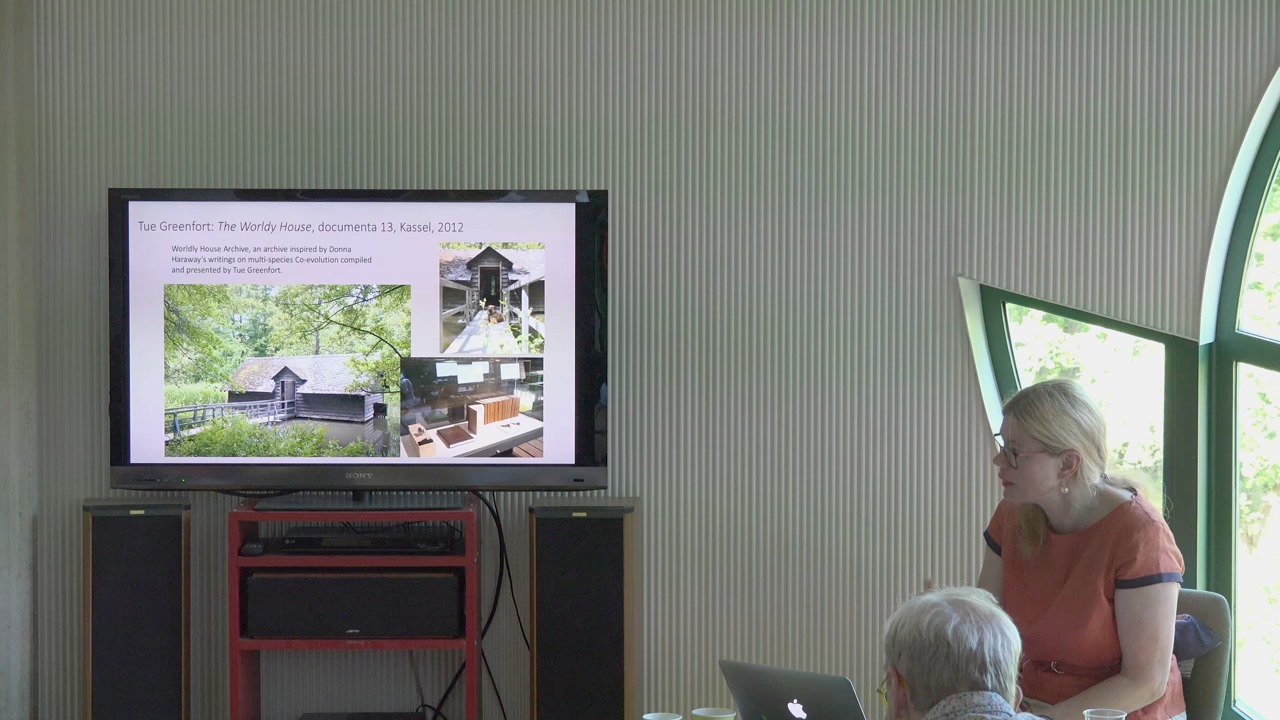 Tue Greenfort: The Worldy House, documenta 13, Kassel, 2012
Worldly House Archive, an archive inspired by Donna
Haraway's writings on multi-species Co-evolution compiled
and presented by Tue Greenfort.
SONY